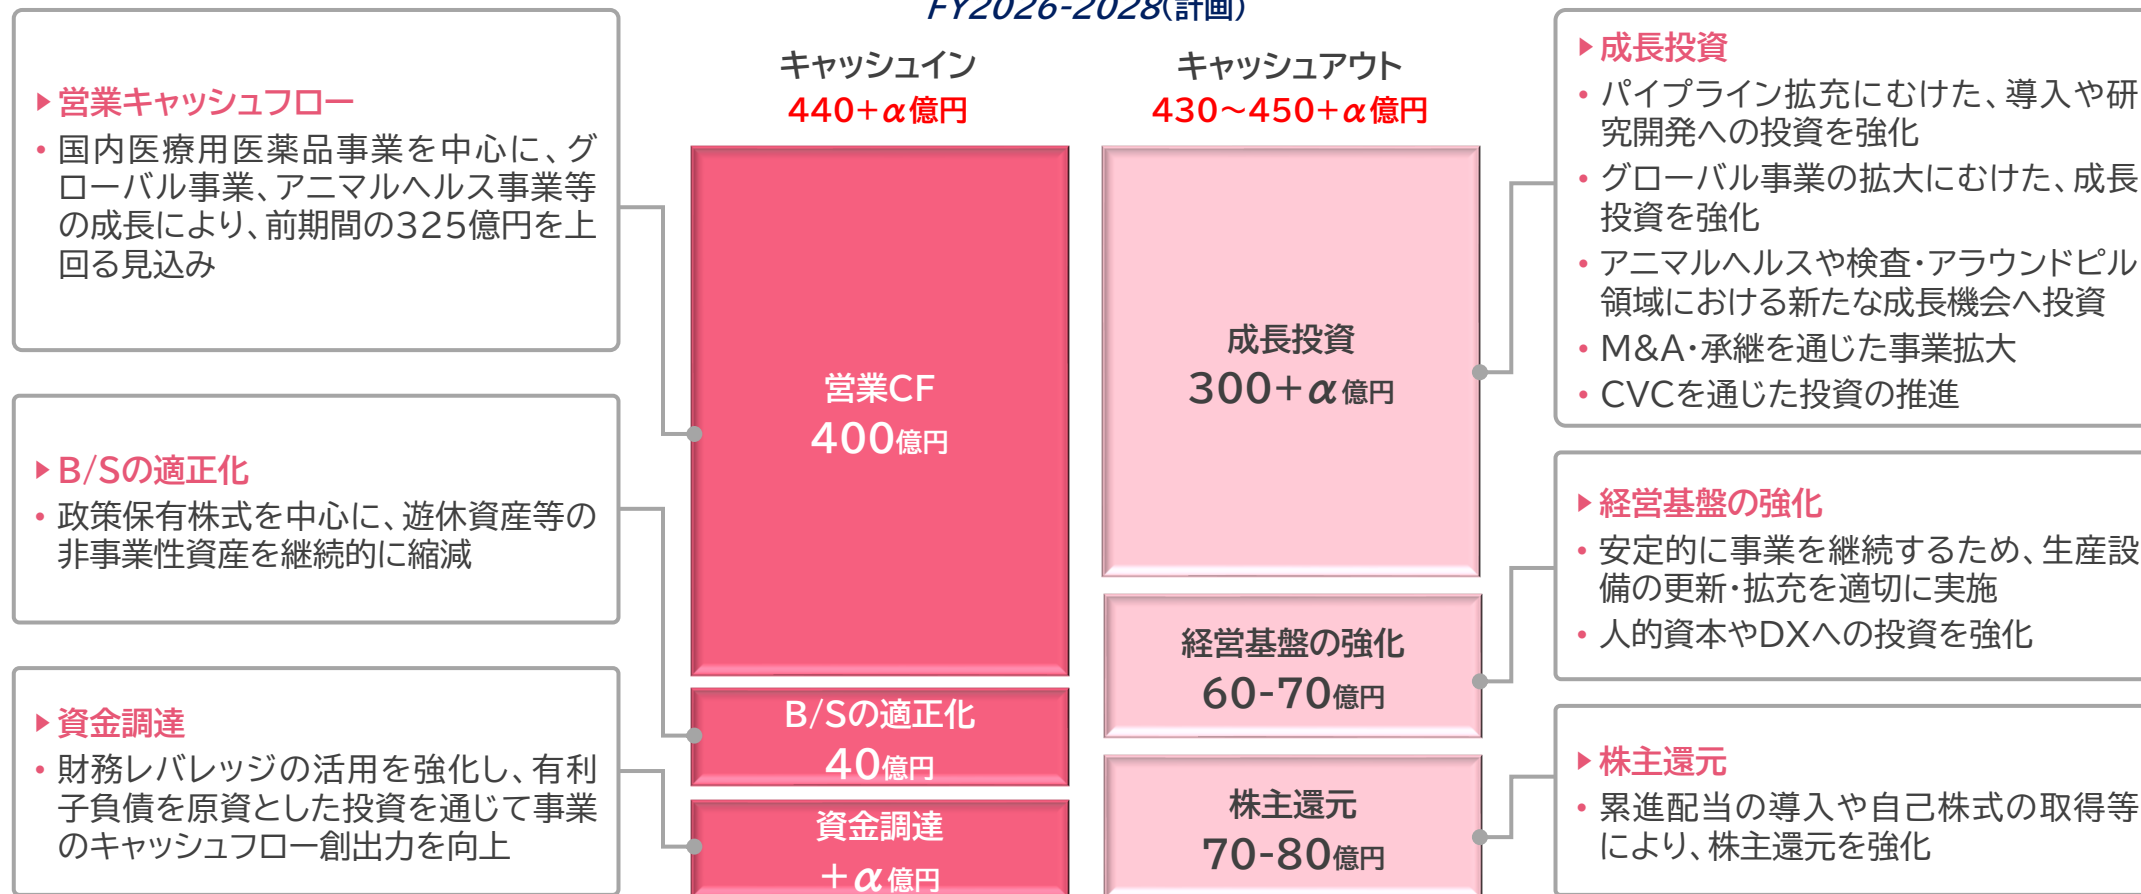 FY2026-2028(計画)
▶営業キャッシュフロー
• 国内医療用医薬品事業を中心に、グ
ローバル事業、アニマルヘルス事業等
の成長により、前期間の325億円を上
回る見込み
▶B/Sの適正化
• 政策保有株式を中心に、遊休資産等の
非事業性資産を継続的に縮減
▶資金調達
• 財務レバレッジの活用を強化し、有利
子負債を原資とした投資を通じて事業
のキャッシュフロー創出力を向上
キャッシュイン
440+α億円
営業CF
400億円
B/Sの適正化
40億円
資金調達
+α億円
キャッシュアウト
430～450+α億円
成長投資
300+α億円
経営基盤の強化
60-70億円
株主還元
70-80億円
▶成長投資
• パイプライン拡充にむけた、導入や研
究開発への投資を強化
• グローバル事業の拡大にむけた、成長
投資を強化
• アニマルヘルスや検査・アラウンドピル
領域における新たな成長機会へ投資
• M&A・承継を通じた事業拡大
• CVCを通じた投資の推進
▶経営基盤の強化
• 安定的に事業を継続するため、生産設
備の更新・拡充を適切に実施
• 人的資本やDXへの投資を強化
▶株主還元
• 累進配当の導入や自己株式の取得等
により、株主還元を強化